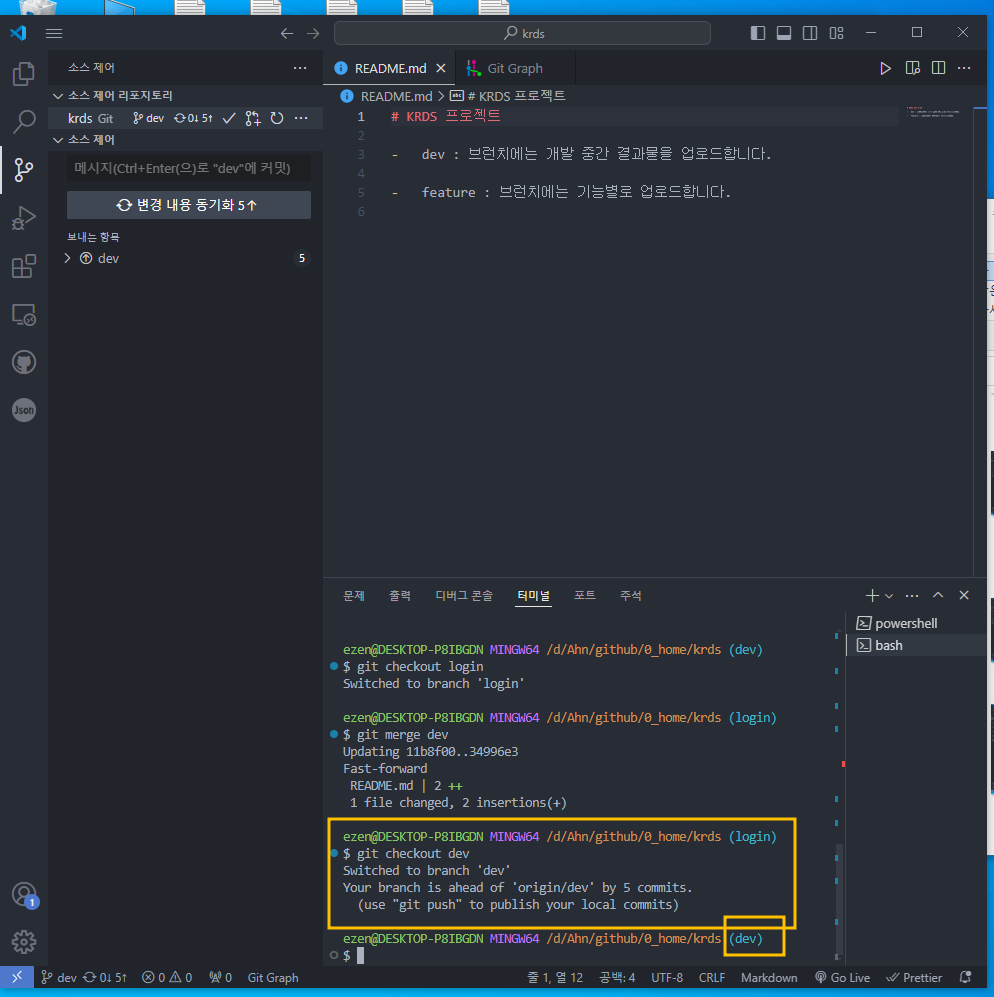 krds
소스 제어
README.md
Git Graph
소스 제어 리포지토리
README.md > # KRDS 프로젝트
krds Git dev 0↓ 5↑
1 # KRDS 프로젝트
소스 제어
2
메시지(Ctrl+Enter(으)로 "dev"에 커밋)
3 - dev : 브런치에는 개발 중간 결과물을 업로드합니다.
4
변경 내용 동기화 5↑
5 - feature : 브런치에는 기능별로 업로드합니다.
6
보내는 항목
dev 5
Json
문제 출력 디버그 콘솔 터미널 포트 주석
powershell
bash
ezen@DESKTOP-P8IBGDN MINGW64 /d/Ahn/github/0_home/krds (dev)
$ git checkout login
Switched to branch 'login'
ezen@DESKTOP-P8IBGDN MINGW64 /d/Ahn/github/0_home/krds (login)
$ git merge dev
Updating 11b8f00..34996e3
Fast-forward
README.md | 2 ++
1 file changed, 2 insertions(+)
ezen@DESKTOP-P8IBGDN MINGW64 /d/Ahn/github/0_home/krds (login)
$ git checkout dev
Switched to branch 'dev'
Your branch is ahead of 'origin/dev' by 5 commits.
(use "git push" to publish your local commits)
ezen@DESKTOP-P8IBGDN MINGW64 /d/Ahn/github/0_home/krds (dev)
$
1
dev 0↓ 5↑ 0 0 0 Git Graph 줄 1, 열 12 공백: 4 UTF-8 CRLF Markdown Go Live Prettier